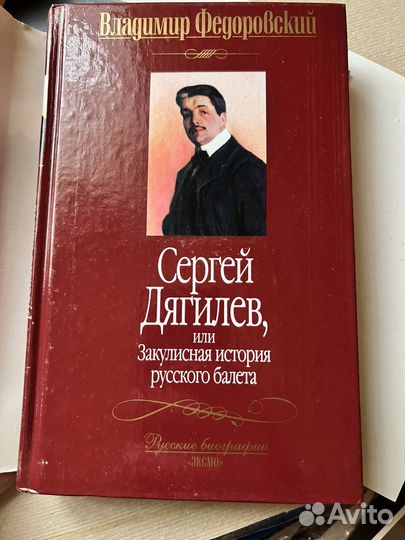 Владимир Федоровский
Сергей
Дягилев,
или
Закулисная история
русского балета
Русские биографии
«ЭКСМО»
Avito